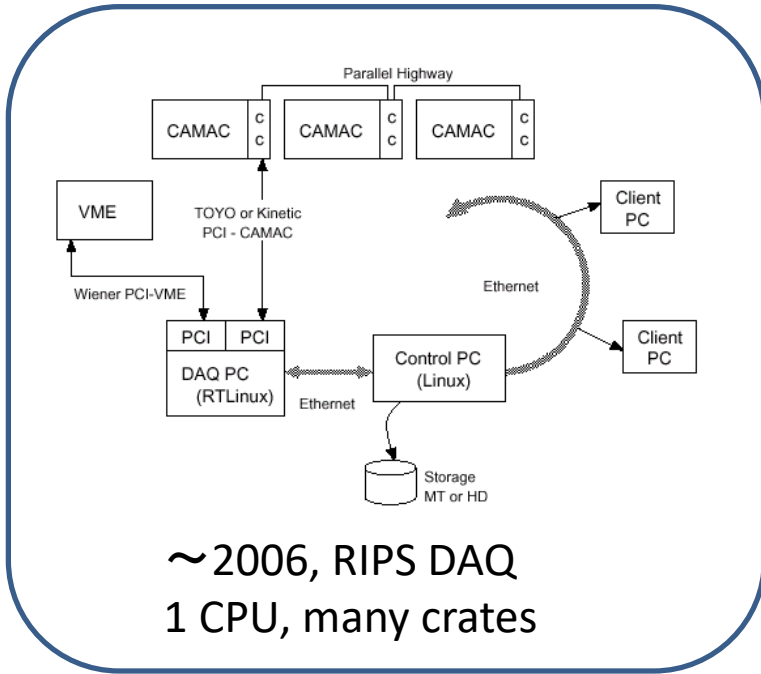 Parallel Highway
CAMAC
C
C
CAMAC
C
C
CAMAC
C
C
VME
TOYO or Kinetic
PCI - CAMAC
Client
PC
Wiener PCI-VME
Ethernet
PCI
PCI
DAQ PC
(RTLinux)
Ethernet
Control PC
(Linux)
Client
PC
Storage
MT or HD
～2006, RIPS DAQ
1 CPU, many crates